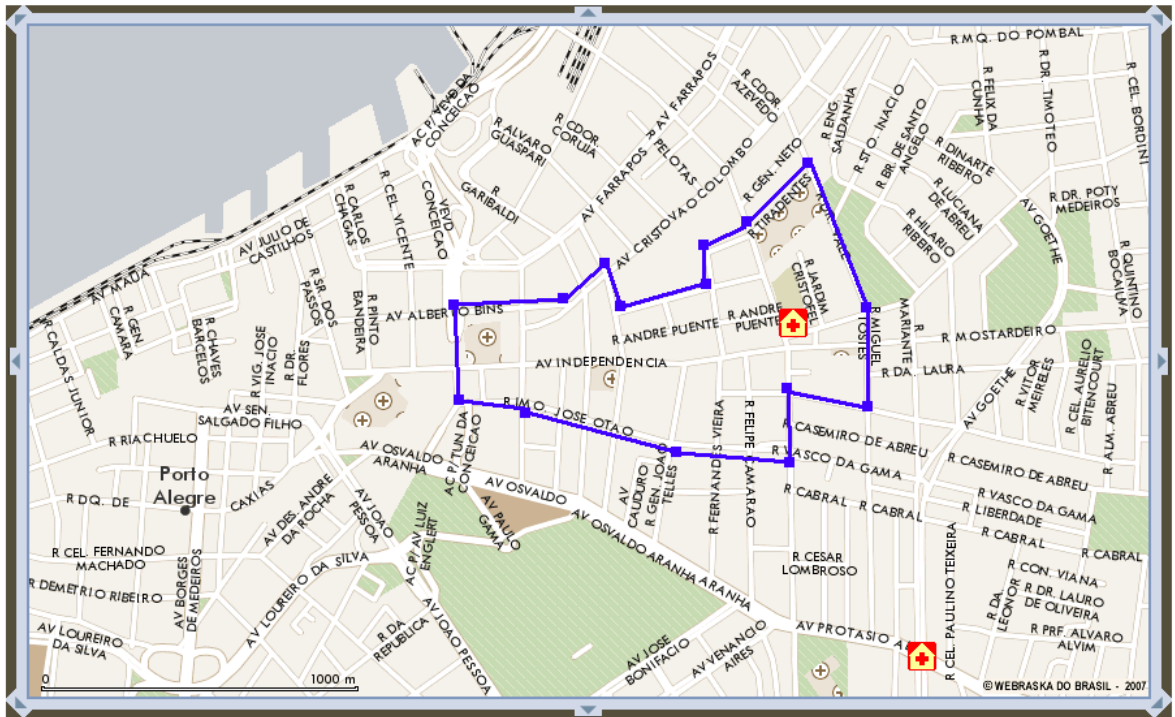 R MQ. DO POMBAL
R CEL. BORDINI
R DR. TIMOTEO
R FELIX DA
CUNHA
R CDOR.
AZEVEDO
R ENG.
SALDANHA
R STO. INACIO
R BR. DE SANTO
ANGELO
R DINARTE
RIBEIRO
R LUCIANA
DE ABREU
R HILARIO
RIBEIRO
R DR. POTY
MEDEIROS
AV GOETHE
R QUINTINO
BOCAIUVA
AC P/ VEVD DA
CONCEICAO
R ALVARO
GUASPARI
R CDOR.
CORUJA
AV FARRAPOS
R PELOTAS
AV FARRAPOS
R
GARIBALDI
AV CRISTOVAO COLOMBO
R GEN. NETO
R TIRADENTES
R DR. VALE
R CEL. VICENTE
VEVD
CONCEICAO
R CARLOS
CHAGAS
AV JULIO DE
CASTILHOS
AV MAUA
R SR. DOS
PASSOS
R PINTO
BANDEIRA
R GEN.
CAMARA
R CHAVES
BARCELOS
R VIG. JOSE
INACIO
R DR.
FLORES
R CALDAS JUNIOR
AV ALBERTO BINS
R ANDRE PUENTE
R ANDRE
PUENTE
R JARDIM
CRISTOFEL
R MIGUEL
TOSTES
R
MARIANTE
R MOSTARDEIRO
AV INDEPENDENCIA
R DA. LAURA
AV GOETHE
R VITOR
MEIRELES
R CEL. AURELIO
BITENCOURT
R ALM. ABREU
AV SEN.
SALGADO FILHO
R RIACHUELO
R IM.O. JOSE OTAO
R CASEMIRO DE ABREU
R CASEMIRO DE ABREU
R VASCO DA GAMA
R VASCO DA GAMA
AV OSVALDO
ARANHA
AC P/ TUN DA
CONCEICAO
AV OSVALDO
AV OSVALDO ARANHA ARANHA
Porto
Alegre
R DQ. DE
CAXIAS
AV DES. ANDRE
DA ROCHA
AV JOAO
PESSOA
AC P/ AV LUIZ
ENGLERT
AV PAULO
GAMA
AV
CAUDURO
R GEN. JOAO
TELLES
R FERNANDES VIEIRA
R FELIPE CAMARAO
R CABRAL
R CABRAL
R LIBERDADE
R CABRAL
R CABRAL
R CESAR
LOMBROSO
R CEL. PAULINO TEIXEIRA
R CON. VIANA
R DR. LAURO
DE OLIVEIRA
R DA.
LEONOR
R PRF. ALVARO
ALVIM
R CEL. FERNANDO
MACHADO
R DEMETRIO RIBEIRO
AV BORGES
DE MEDEIROS
AV LOUREIRO DA SILVA
AV LOUREIRO
DA SILVA
R DA
REPUBLICA
AV JOAO PESSOA
AV JOSE
BONIFACIO
AV VENANCIO
AIRES
AV PROTASIO AL
0 1000 m
© WEBRASKA DO BRASIL - 2007